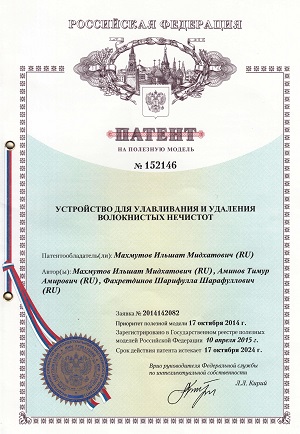 РОССИЙСКАЯ ФЕДЕРАЦИЯ
ПАТЕНТ
НА ПОЛЕЗНУЮ МОДЕЛЬ
№ 152146
УСТРОЙСТВО ДЛЯ УЛАВЛИВАНИЯ И УДАЛЕНИЯ
ВОЛОКНИСТЫХ НЕЧИСТОТ
Патентообладатель(ли): Махмутов Ильшат Мидхатович (RU)
Автор(ы): Махмутов Ильшат Мидхатович (RU), Аминов Тимур
Амирович (RU), Фахретдинов Шарифулла Шарафуллович
(RU)
Заявка № 2014142082
Приоритет полезной модели 17 октября 2014 г.
Зарегистрировано в Государственном реестре полезных
моделей Российской Федерации 10 апреля 2015 г.
Срок действия патента истекает 17 октября 2024 г.
Врио руководителя Федеральной службы
по интеллектуальной собственности
Л.Л. Кирий